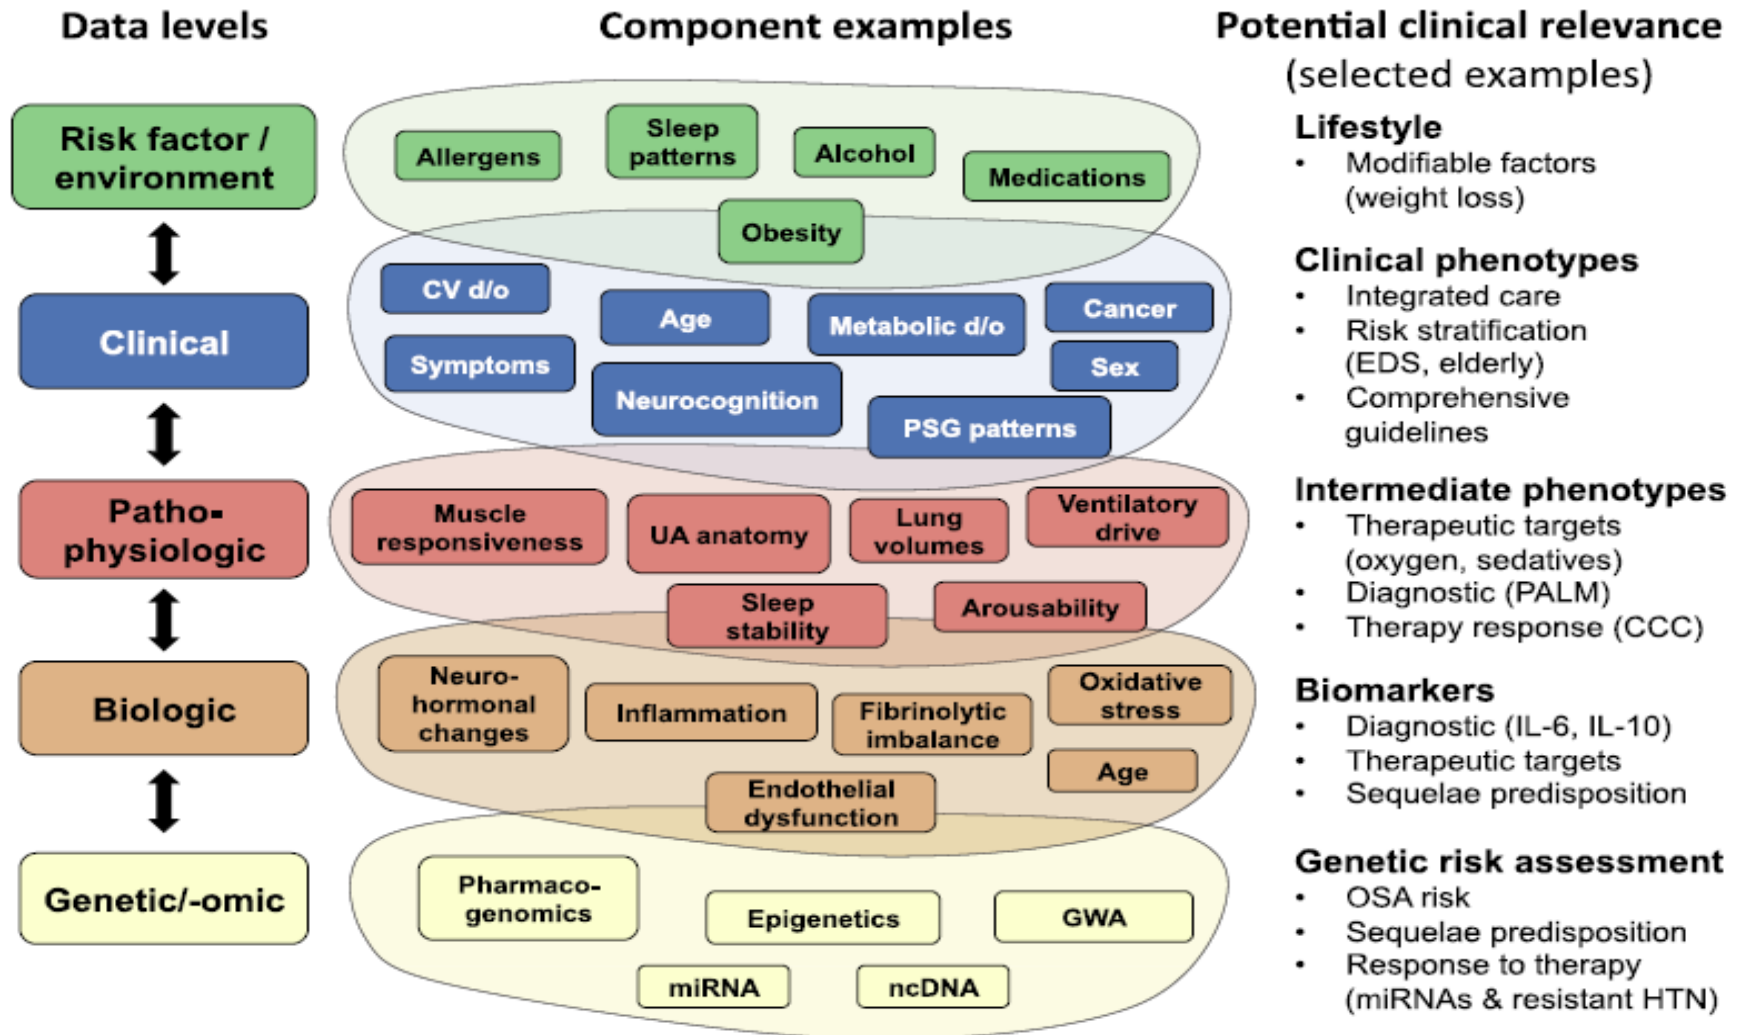 Data levels
Component examples
Potential clinical relevance
(selected examples)
Risk factor /
environment
Allergens
Sleep
patterns
Alcohol
Medications
Obesity
Lifestyle
• Modifiable factors
(weight loss)
Clinical
CV d/o
Age
Metabolic d/o
Cancer
Symptoms
Neurocognition
Sex
PSG patterns
Clinical phenotypes
• Integrated care
• Risk stratification
(EDS, elderly)
• Comprehensive
guidelines
Patho-
physiologic
Muscle
responsiveness
UA anatomy
Lung
volumes
Ventilatory
drive
Sleep
stability
Arousability
Intermediate phenotypes
• Therapeutic targets
(oxygen, sedatives)
• Diagnostic (PALM)
• Therapy response (CCC)
Biologic
Neuro-
hormonal
changes
Inflammation
Fibrinolytic
imbalance
Oxidative
stress
Age
Endothelial
dysfunction
Biomarkers
• Diagnostic (IL-6, IL-10)
• Therapeutic targets
• Sequelae predisposition
Genetic/-omic
Pharmaco-
genomics
Epigenetics
GWA
miRNA
ncDNA
Genetic risk assessment
• OSA risk
• Sequelae predisposition
• Response to therapy
(miRNAs & resistant HTN)